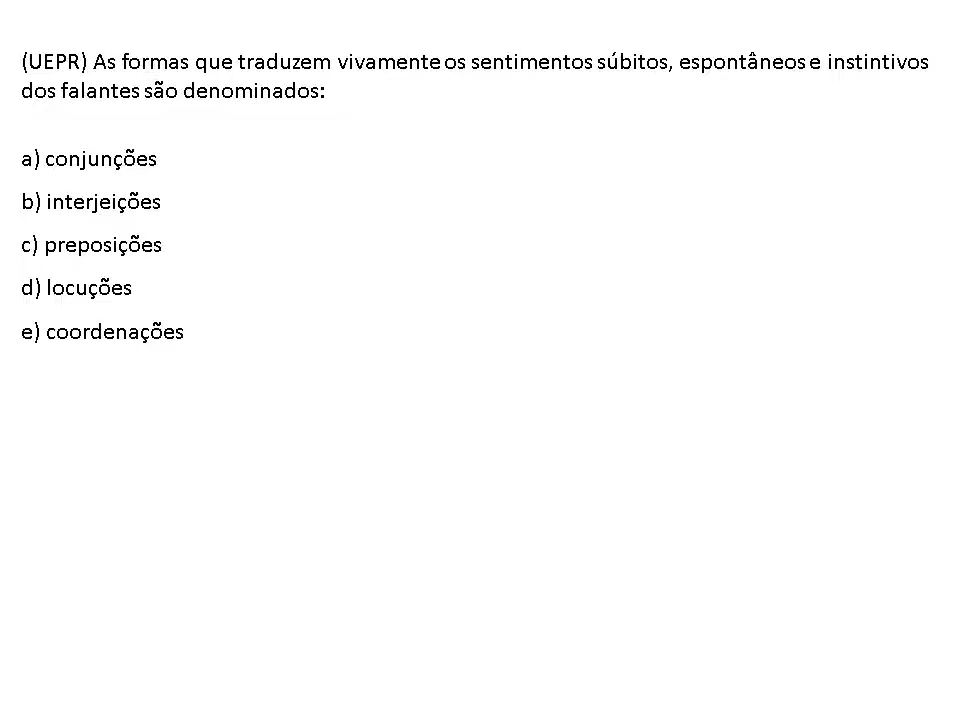 (UEPR) As formas que traduzem vivamente os sentimentos súbitos, espontâneos e instintivos
dos falantes são denominados:
a) conjunções
b) interjeições
c) preposições
d) locuções
e) coordenações